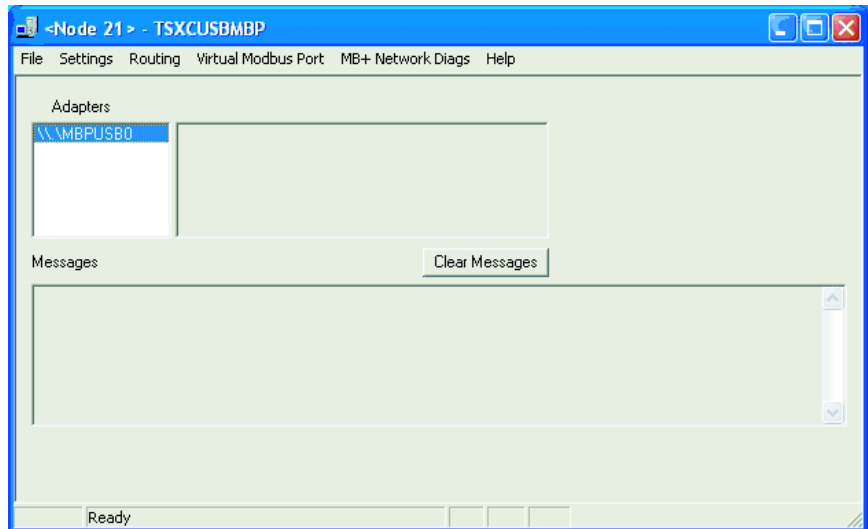 <Node 21> - TSXCUSBMBP
File Settings Routing Virtual Modbus Port MB+ Network Diags Help
Adapters
\\.\MBPUSB0
Messages
Clear Messages
Ready